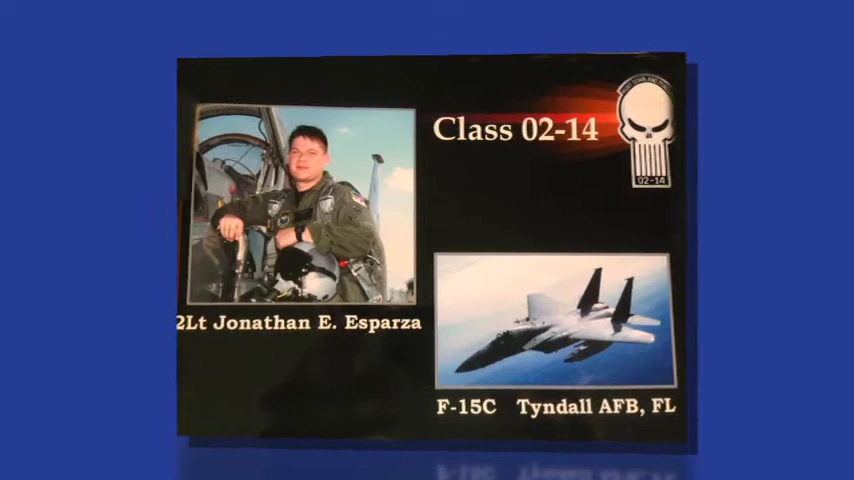 Class 02-14
02-14
2Lt Jonathan E. Esparza
F-15C Tyndall AFB, FL